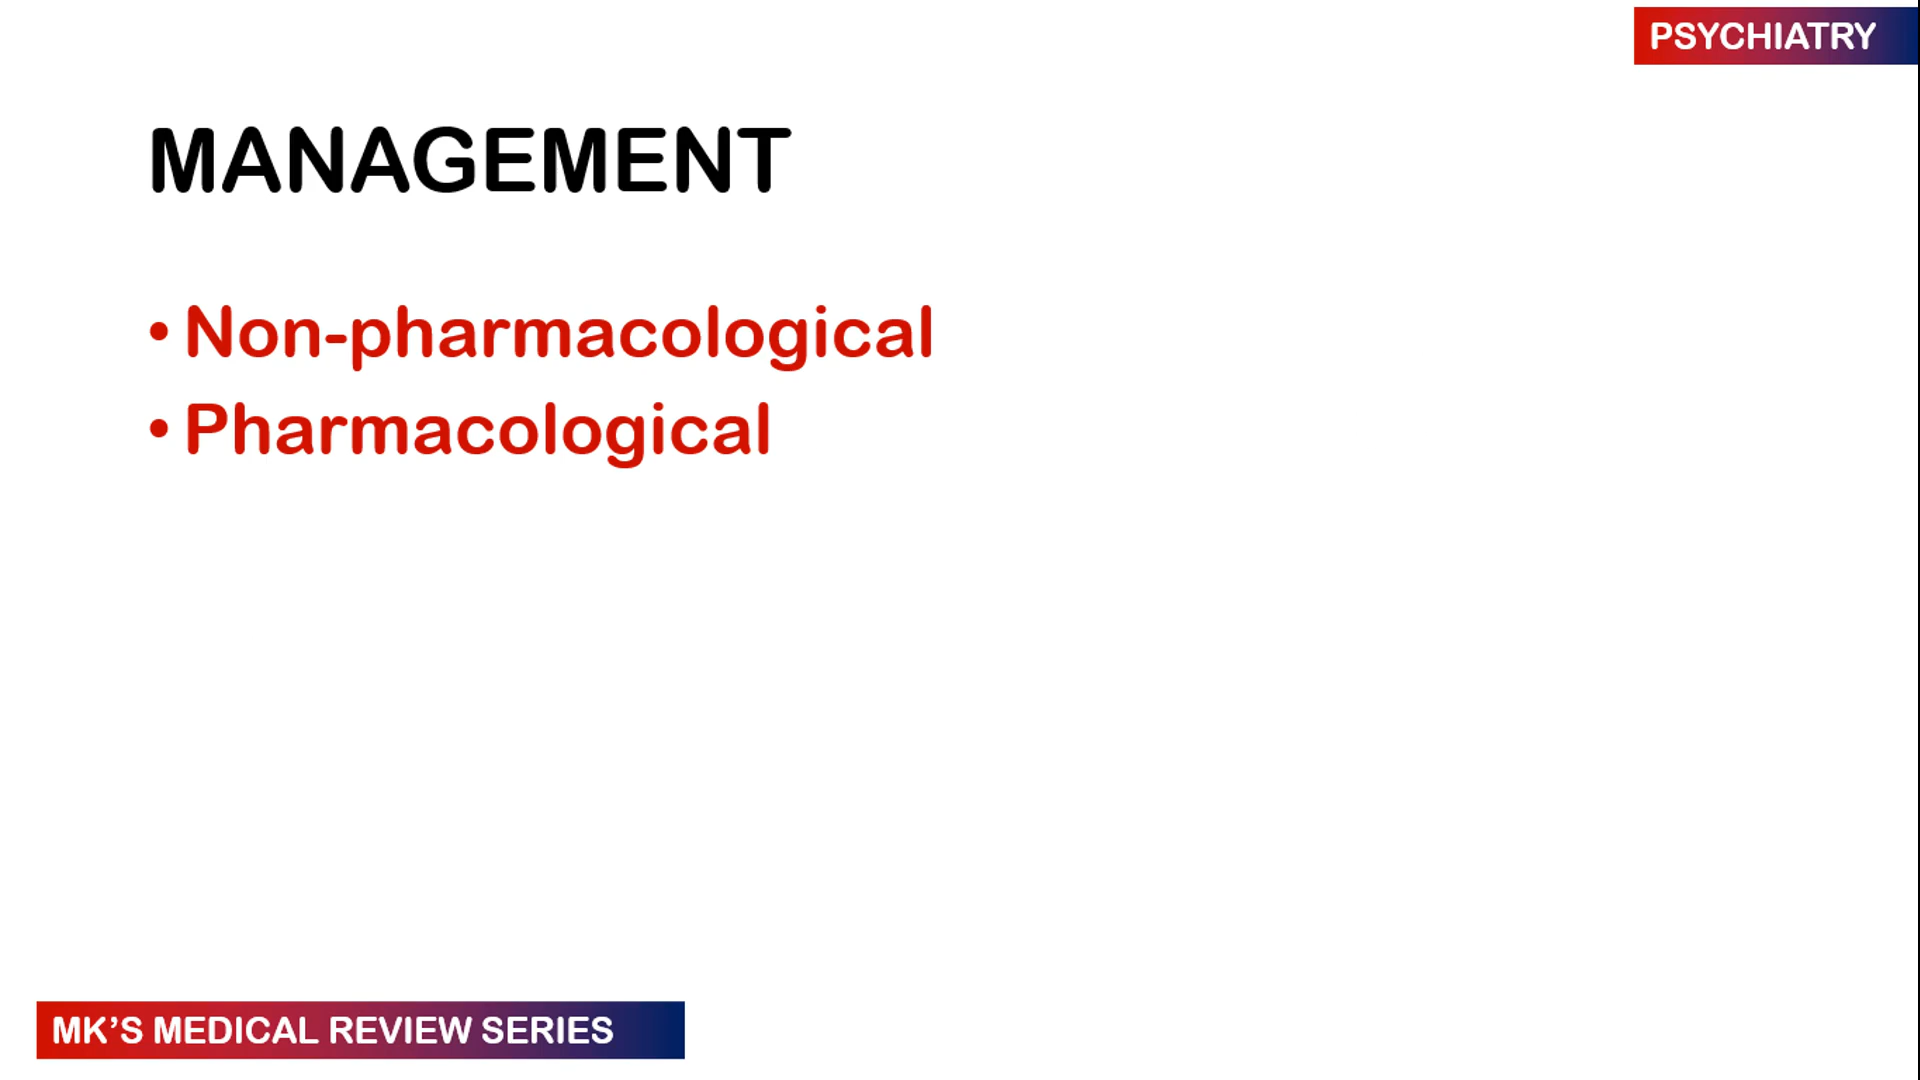 PSYCHIATRY
MANAGEMENT
• Non-pharmacological
• Pharmacological
MK’S MEDICAL REVIEW SERIES